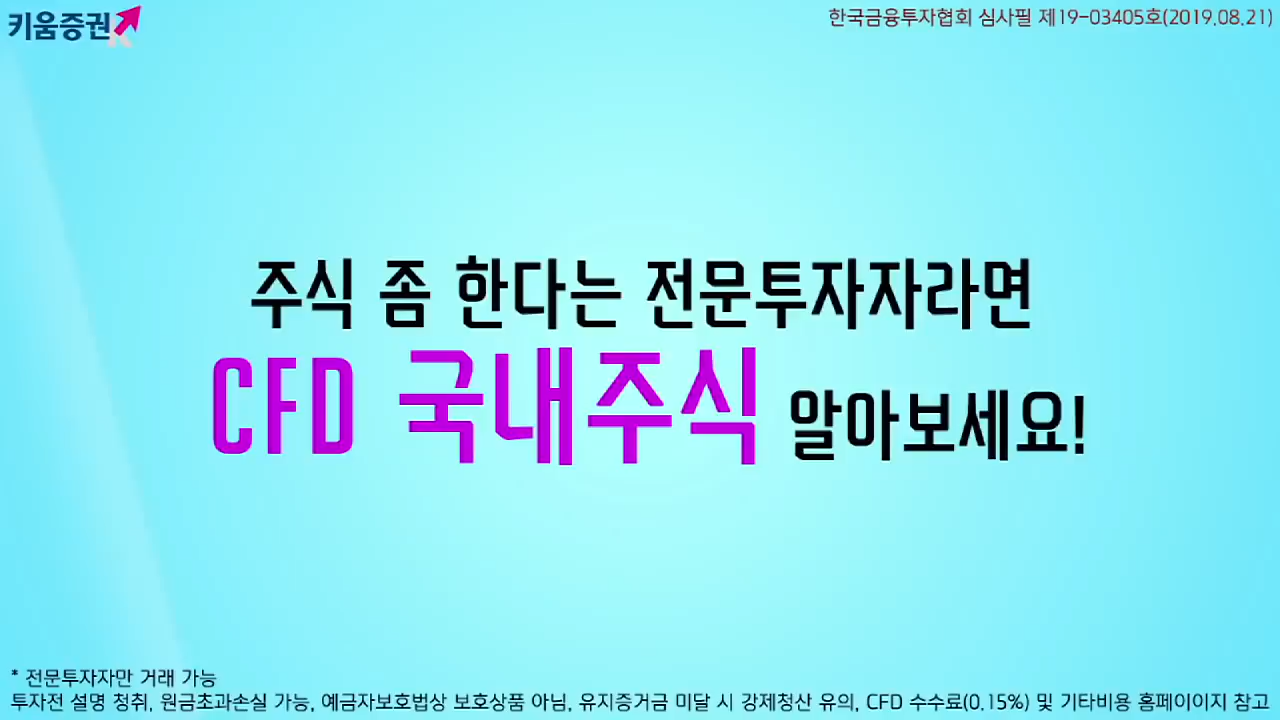 키움증권
한국금융투자협회 심사필 제19-03405호(2019.08.21)
주식 좀 한다는 전문투자자라면
CFD 국내주식 알아보세요!
* 전문투자자만 거래 가능
투자전 설명 청취, 원금초과손실 가능, 예금자보호법상 보호상품 아님, 유지증거금 미달 시 강제청산 유의, CFD 수수료(0.15%) 및 기타비용 홈페이이지 참고